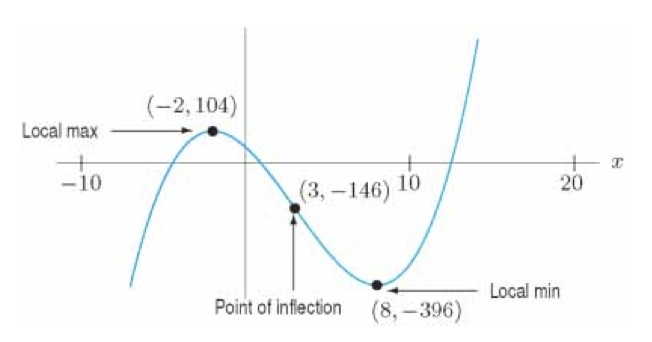 (−2, 104)
Local max
x
−10
(3, −146)
10
20
Point of inflection
Local min
(8, −396)